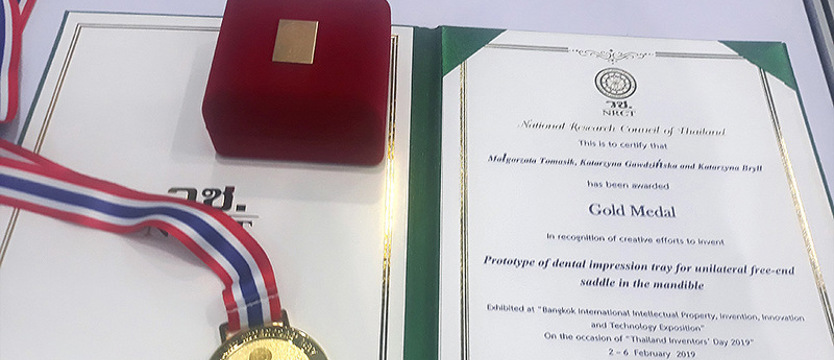 วช.
NRCT
National Research Council of Thailand
This is to certify that
Małgorzata Tomasik, Katarzyna Gawdzińska and Katarzyna Bryll
has been awarded
Gold Medal
In recognition of creative efforts to invent
Prototype of dental impression tray for unilateral free-end
saddle in the mandible
Exhibited at "Bangkok International Intellectual Property, Invention, Innovation
and Technology Exposition"
On the occasion of "Thailand Inventors' Day 2019"
2 – 6 February 2019
วช.